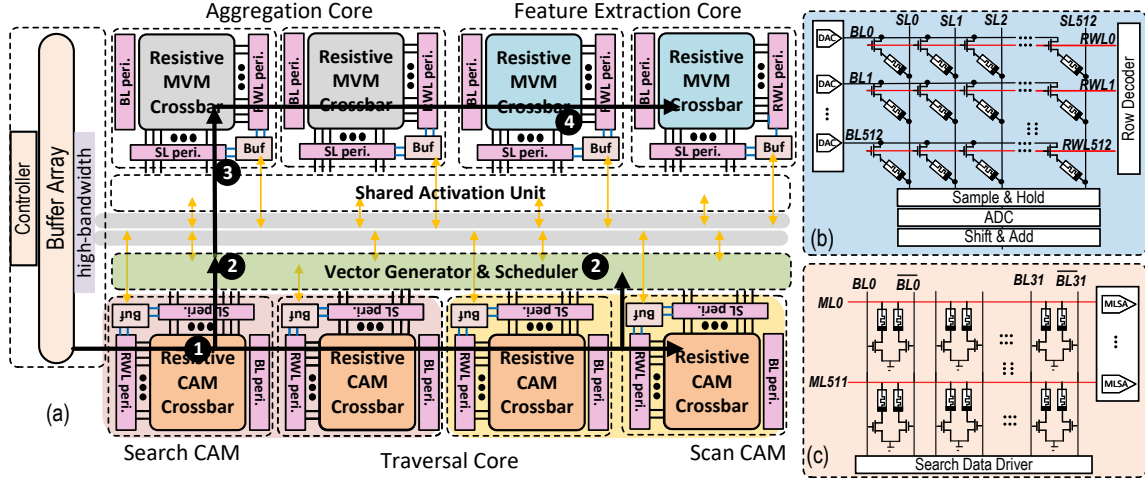 Aggregation Core
Feature Extraction Core
Controller
Buffer Array
high-bandwidth
BL peri.
Resistive
MVM
Crossbar
RWL peri.
SL peri.
Buf
Resistive
MVM
Crossbar
RWL peri.
SL peri.
Buf
BL peri.
Resistive
MVM
Crossbar
RWL peri.
SL peri.
Buf
BL peri.
Resistive
MVM
Crossbar
RWL peri.
SL peri.
Buf
BL peri.
4
3
Shared Activation Unit
2
Vector Generator & Scheduler
2
Buf
SL peri.
RWL peri.
1
Resistive
CAM
Crossbar
BL peri.
Buf
SL peri.
RWL peri.
Resistive
CAM
Crossbar
BL peri.
Buf
SL peri.
RWL peri.
Resistive
CAM
Crossbar
BL peri.
Buf
SL peri.
RWL peri.
Resistive
CAM
Crossbar
BL peri.
(a)
Search CAM
Traversal Core
Scan CAM
SL0
SL1
SL2
SL512
DAC
BL0
RWL0
DAC
BL1
RWL1
DAC
BL512
RWL512
Row Decoder
Sample & Hold
ADC
Shift & Add
(b)
BL0
BL0
BL31
BL31
ML0
MLSA
ML511
MLSA
Search Data Driver
(c)